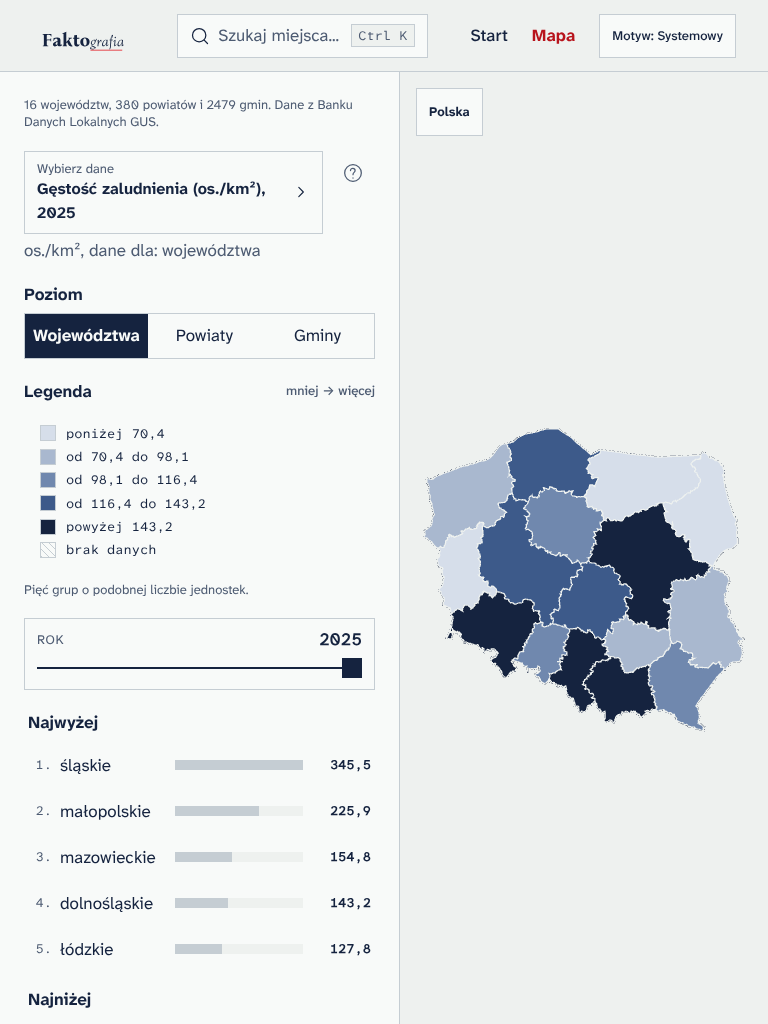 Faktografia
Szukaj miejsca...
Ctrl K
Start
Mapa
Motyw: Systemowy
16 województw, 380 powiatów i 2479 gmin. Dane z Banku
Danych Lokalnych GUS.
Wybierz dane
Gęstość zaludnienia (os./km²),
2025
os./km², dane dla: województwa
Poziom
Województwa
Powiaty
Gminy
Legenda
mniej → więcej
poniżej 70,4
od 70,4 do 98,1
od 98,1 do 116,4
od 116,4 do 143,2
powyżej 143,2
brak danych
Pięć grup o podobnej liczbie jednostek.
ROK
2025
Najwyżej
1. śląskie 345,5
2. małopolskie 225,9
3. mazowieckie 154,8
4. dolnośląskie 143,2
5. łódzkie 127,8
Najniżej
Polska